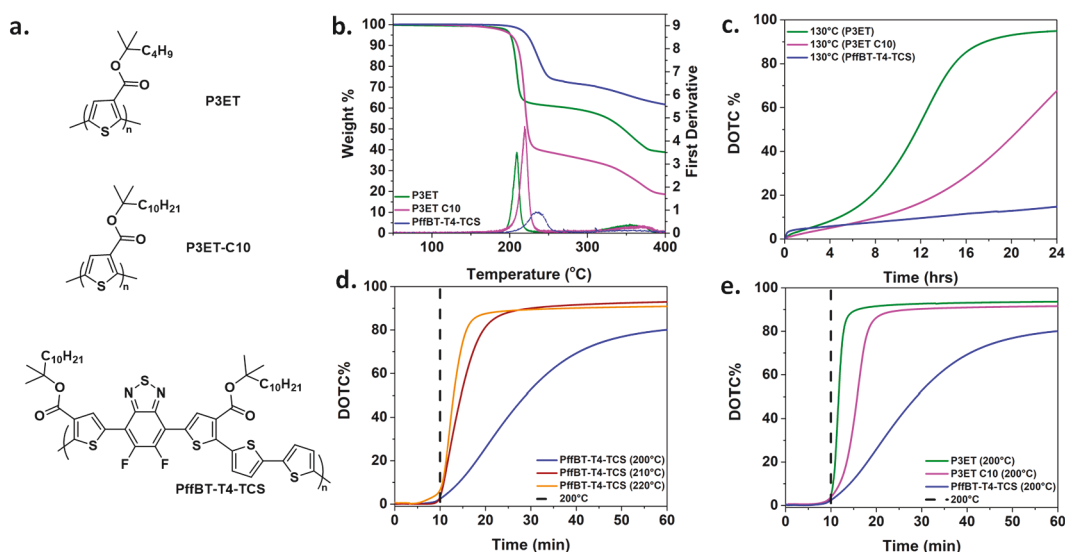 a.
C4H9
O
O
S
n
P3ET
C10H21
O
O
S
n
P3ET-C10
C10H21
O
O
N
S
N
O
O
C10H21
S
F
F
S
S
S
n
PffBT-T4-TCS
b.
Weight %
100
90
80
70
60
50
40
30
20
10
0
P3ET
P3ET C10
PffBT-T4-TCS
9
8
7
6
5
4
3
2
1
0
First Derivative
100
200
300
400
Temperature (°C)
c.
DOTC %
100
80
60
40
20
0
130°C (P3ET)
130°C (P3ET C10)
130°C (PffBT-T4-TCS)
0
4
8
12
16
20
24
Time (hrs)
d.
DOTC%
100
80
60
40
20
0
PffBT-T4-TCS (200°C)
PffBT-T4-TCS (210°C)
PffBT-T4-TCS (220°C)
200°C
0
10
20
30
40
50
60
Time (min)
e.
DOTC%
100
80
60
40
20
0
P3ET (200°C)
P3ET C10 (200°C)
PffBT-T4-TCS (200°C)
200°C
0
10
20
30
40
50
60
Time (min)